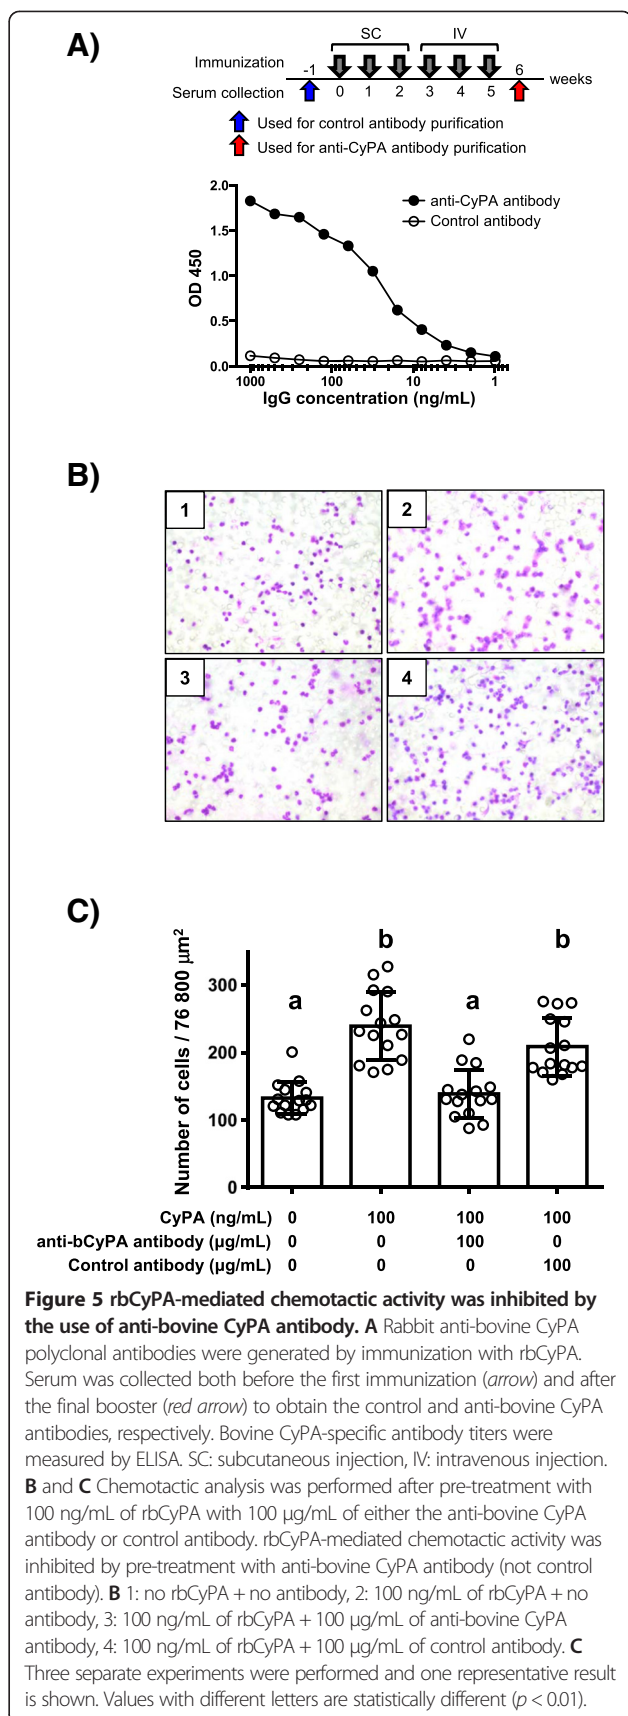 A)
SC IV
Immunization
-1 6
weeks
Serum collection 0 1 2 3 4 5
Used for control antibody purification
Used for anti-CyPA antibody purification
2.0
1.5
1.0
0.5
0.0
OD 450
anti-CyPA antibody
Control antibody
1000 100 10 1
IgG concentration (ng/mL)
B)
1
2
3
4
C)
Number of cells / 76 800 µm²
300
200
100
0
a b a b
CyPA (ng/mL) 0 100 100 100
anti-bCyPA antibody (µg/mL) 0 0 100 0
Control antibody (µg/mL) 0 0 0 100
Figure 5 rbCyPA-mediated chemotactic activity was inhibited by
the use of anti-bovine CyPA antibody. A Rabbit anti-bovine CyPA
polyclonal antibodies were generated by immunization with rbCyPA.
Serum was collected both before the first immunization (arrow) and after
the final booster (red arrow) to obtain the control and anti-bovine CyPA
antibodies, respectively. Bovine CyPA-specific antibody titers were
measured by ELISA. SC: subcutaneous injection, IV: intravenous injection.
B and C Chemotactic analysis was performed after pre-treatment with
100 ng/mL of rbCyPA with 100 µg/mL of either the anti-bovine CyPA
antibody or control antibody. rbCyPA-mediated chemotactic activity was
inhibited by pre-treatment with anti-bovine CyPA antibody (not control
antibody). B 1: no rbCyPA + no antibody, 2: 100 ng/mL of rbCyPA + no
antibody, 3: 100 ng/mL of rbCyPA + 100 µg/mL of anti-bovine CyPA
antibody, 4: 100 ng/mL of rbCyPA + 100 µg/mL of control antibody. C
Three separate experiments were performed and one representative result
is shown. Values with different letters are statistically different (p < 0.01).